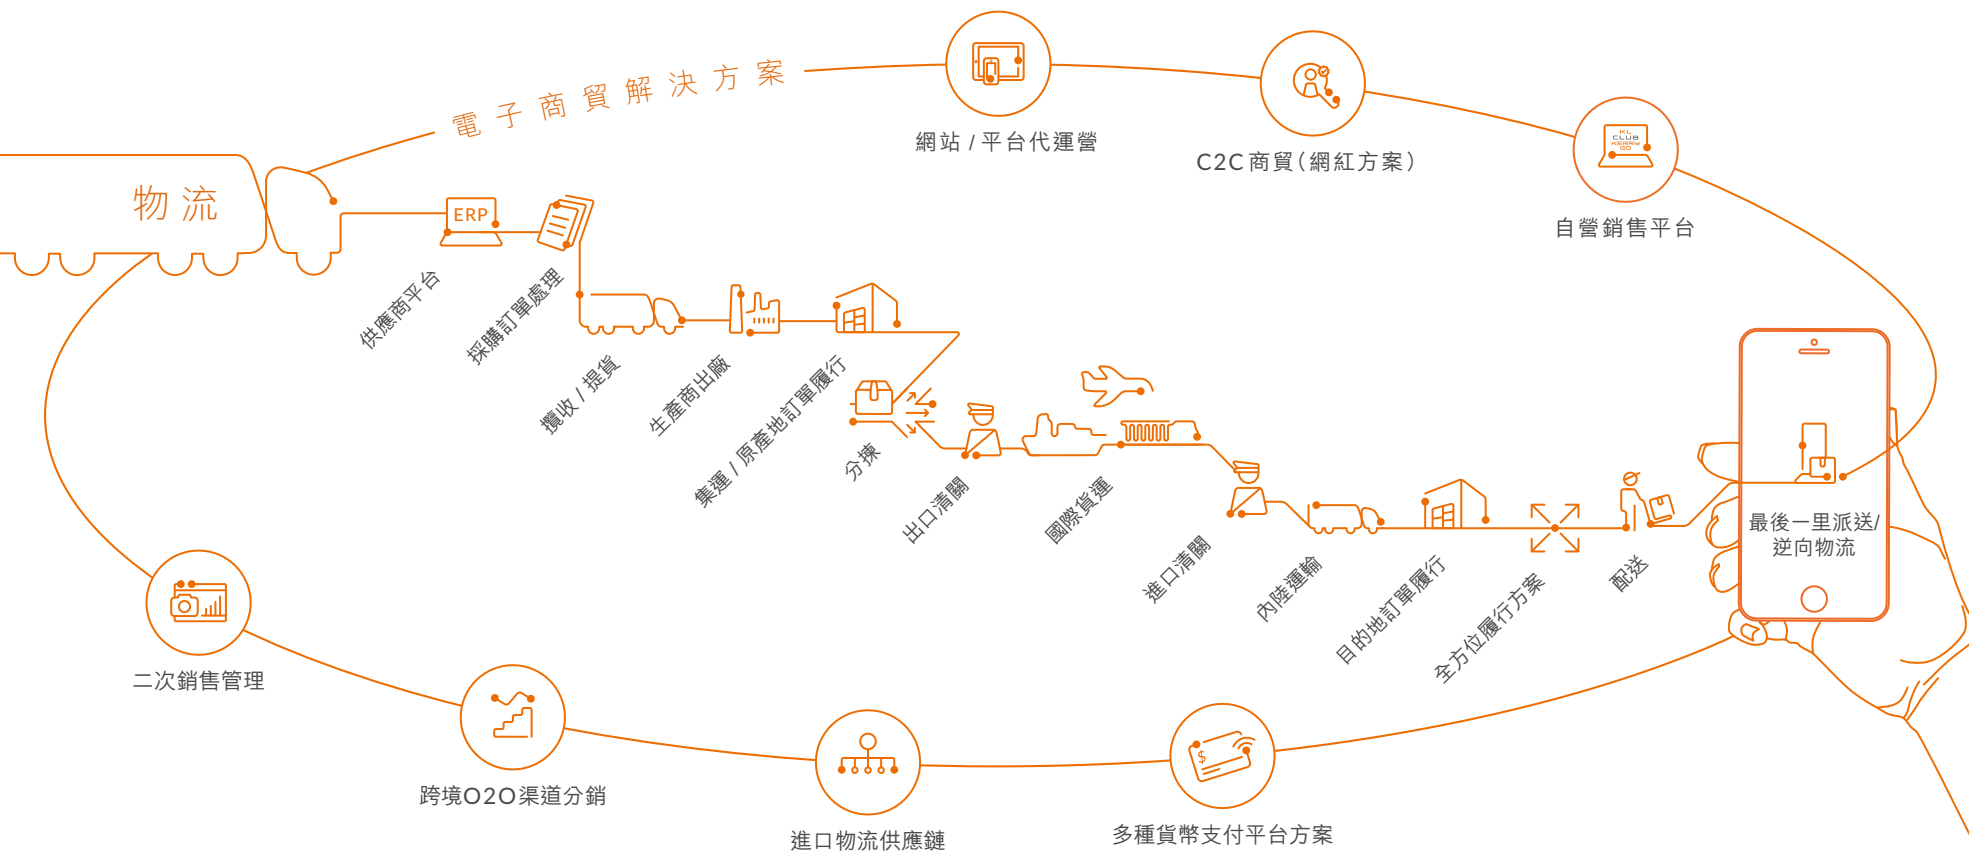 電子商貿解決方案
網站 / 平台代運營
C2C 商貿（網紅方案）
KL
CLUB
KERRY
GO
自營銷售平台
物流
ERP
供應商平台
採購訂單處理
攬收 / 提貨
生產商出廠
集運 / 原產地訂單履行
分揀
出口清關
國際貨運
進口清關
內陸運輸
目的地訂單履行
全方位履行方案
配送
最後一里派送/
逆向物流
二次銷售管理
跨境O2O渠道分銷
進口物流供應鏈
$
多種貨幣支付平台方案